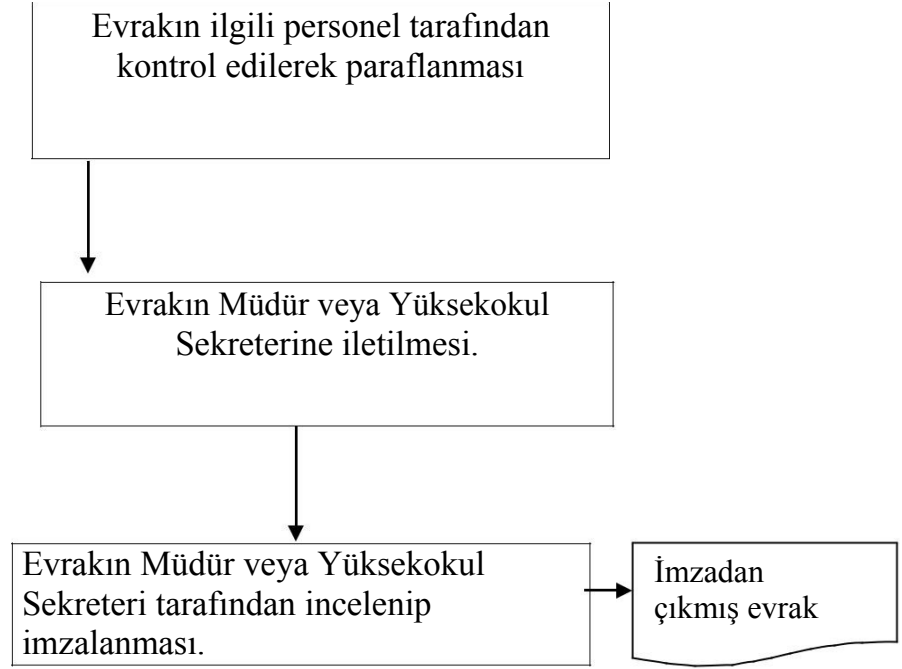 Evrakın ilgili personel tarafından
kontrol edilerek paraflanması
Evrakın Müdür veya Yüksekokul
Sekreterine iletilmesi.
Evrakın Müdür veya Yüksekokul
Sekreteri tarafından incelenip
imzalanması.
İmzadan
çıkmış evrak